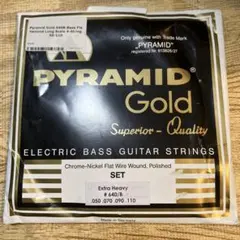 Only genuine with Trade Mark
„PYRAMID"
PYRAMID
Gold
Superior - Quality
ELECTRIC BASS GUITAR STRINGS
Chrome-Nickel Flat Wire Wound, Polished
SET
Extra Heavy
# 640/B
.050 .070 .090 .110